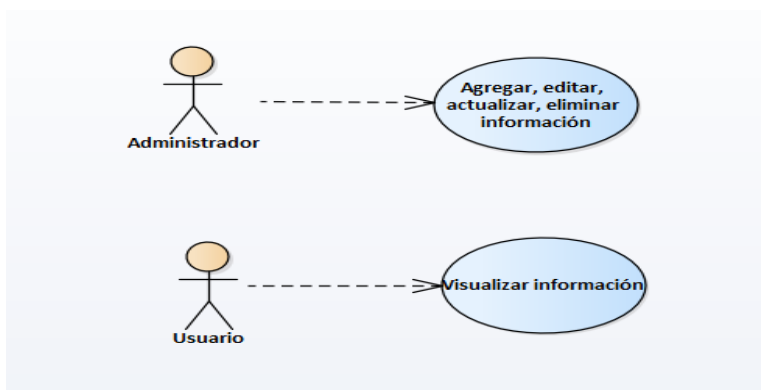 Agregar, editar,
actualizar, eliminar
información
Administrador
Visualizar información
Usuario